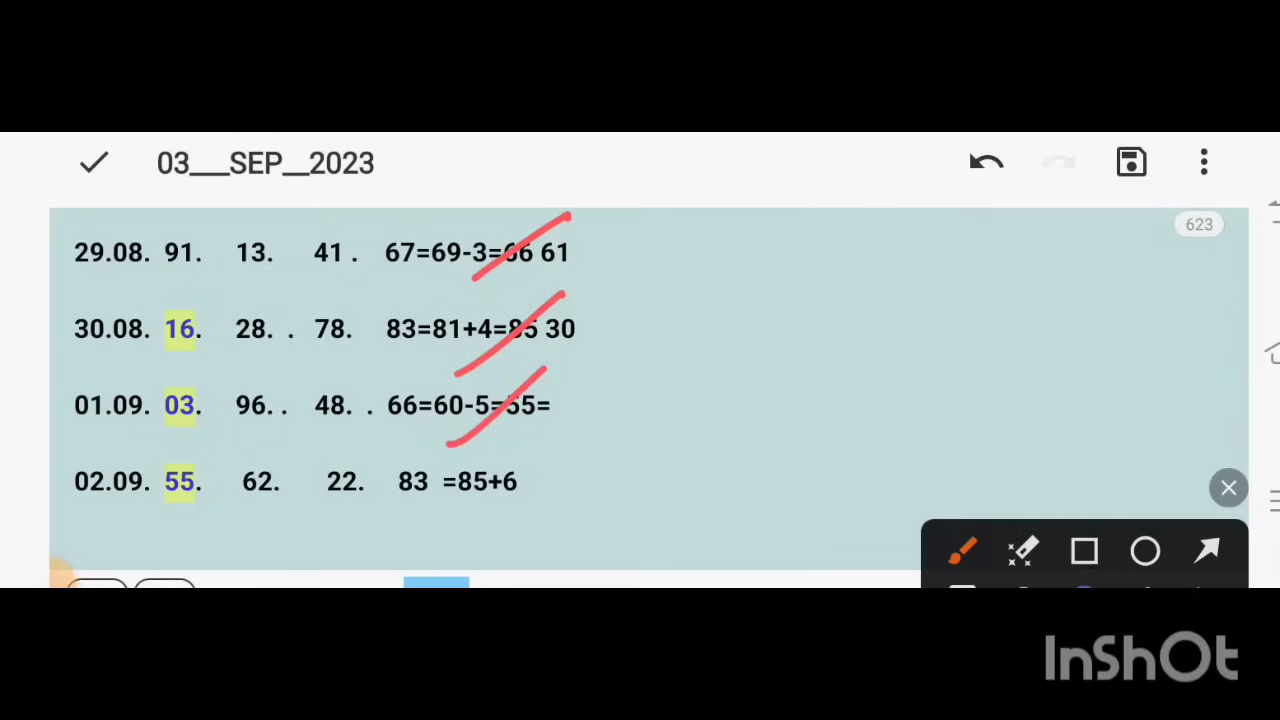 03___SEP__2023
623
29.08. 91. 13. 41 . 67=69-3=66 61
30.08. 16. 28. . 78. 83=81+4=85 30
01.09. 03. 96. . 48. . 66=60-5=55=
02.09. 55. 62. 22. 83 =85+6
InShOt